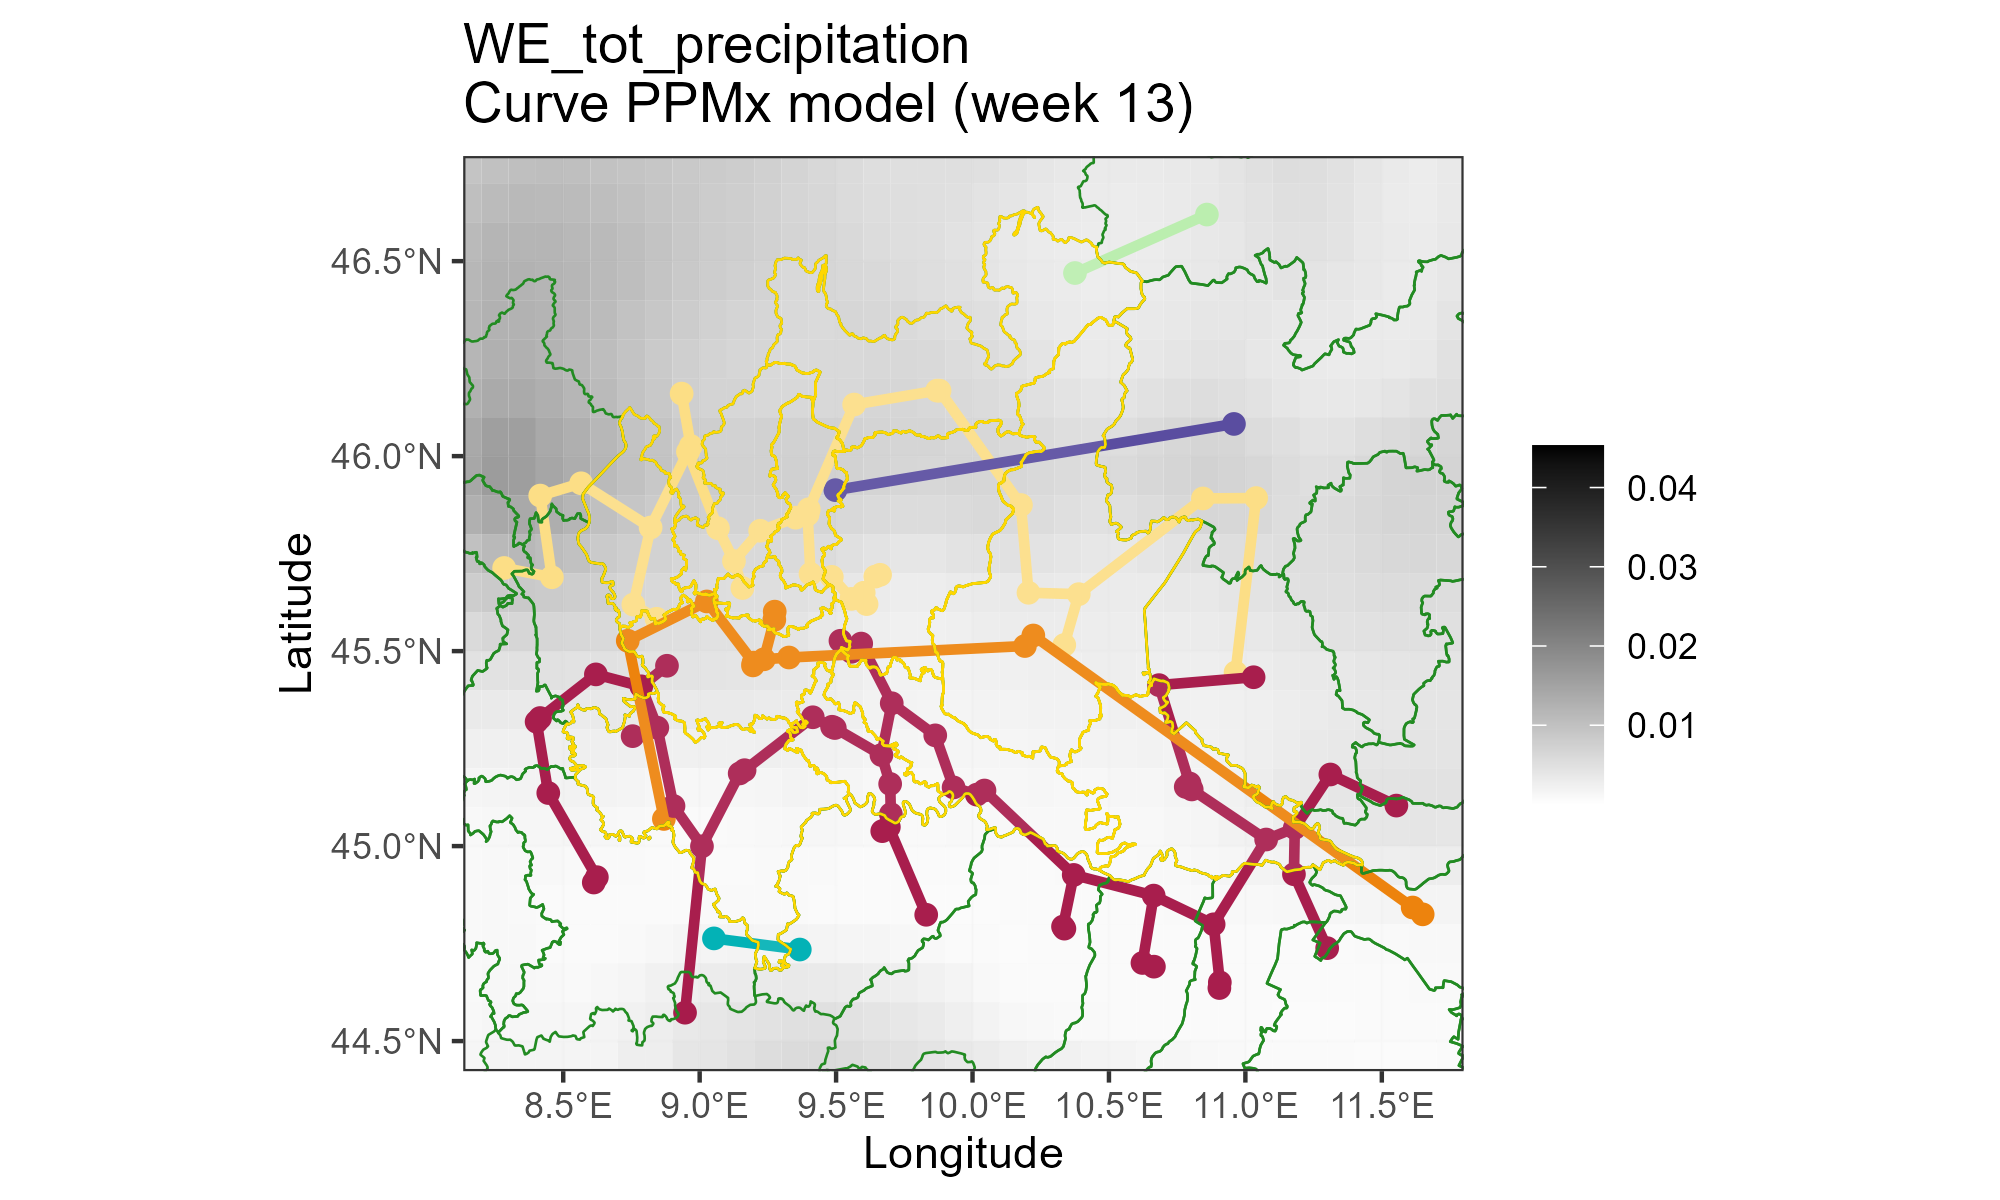 WE_tot_precipitation
Curve PPMx model (week 13)
46.5°N
46.0°N
45.5°N
45.0°N
44.5°N
Latitude
8.5°E 9.0°E 9.5°E 10.0°E 10.5°E 11.0°E 11.5°E
Longitude
0.04
0.03
0.02
0.01